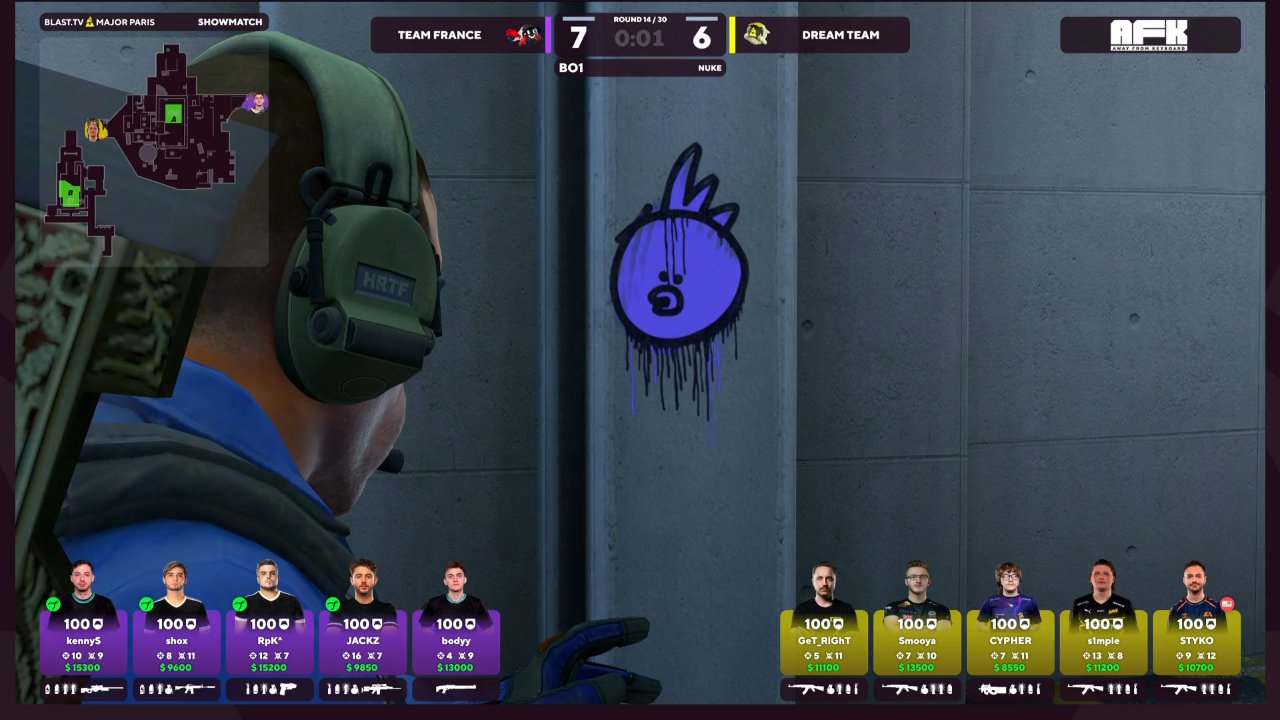 BLAST.TV MAJOR PARIS SHOWMATCH
TEAM FRANCE 7 ROUND 14 / 30 0:01 6 DREAM TEAM
BO1 NUKE
AFK
AWAY FROM KEYBOARD
A
B
HRTF
100 100 100 100 100 100 100 100 100 100
kennyS shox RpK^ JACKZ bodyy GeT_RiGhT Smooya CYPHER s1mple STYKO
10 9 8 11 12 7 16 7 4 9 5 11 7 10 7 11 13 8 9 12
$15300 $9600 $15200 $9850 $13000 $11100 $13500 $8550 $11200 $10700